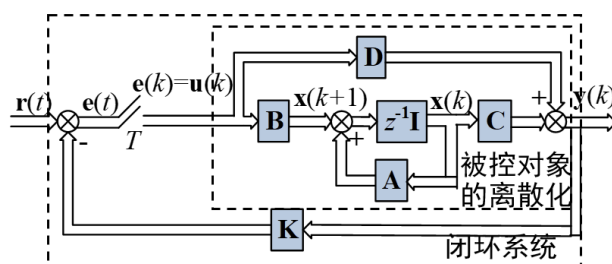 D
r(t) e(t) e(k)=u(k) T
B x(k+1) z⁻¹I x(k) C y(k)
+ + -
A
被控对象
的离散化
K
闭环系统